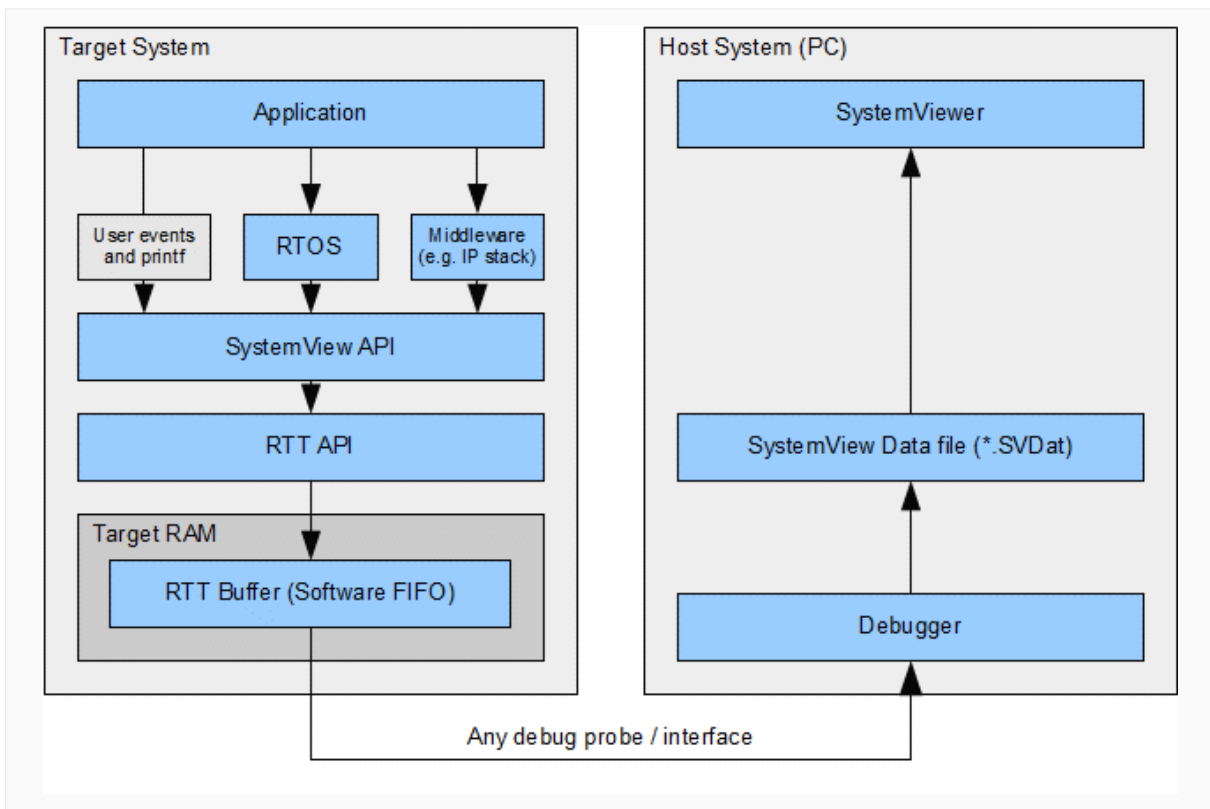 Target System
Application
User events
and printf
RTOS
Middleware
(e.g. IP stack)
SystemView API
RTT API
Target RAM
RTT Buffer (Software FIFO)
Host System (PC)
SystemViewer
SystemView Data file (*.SVDat)
Debugger
Any debug probe / interface